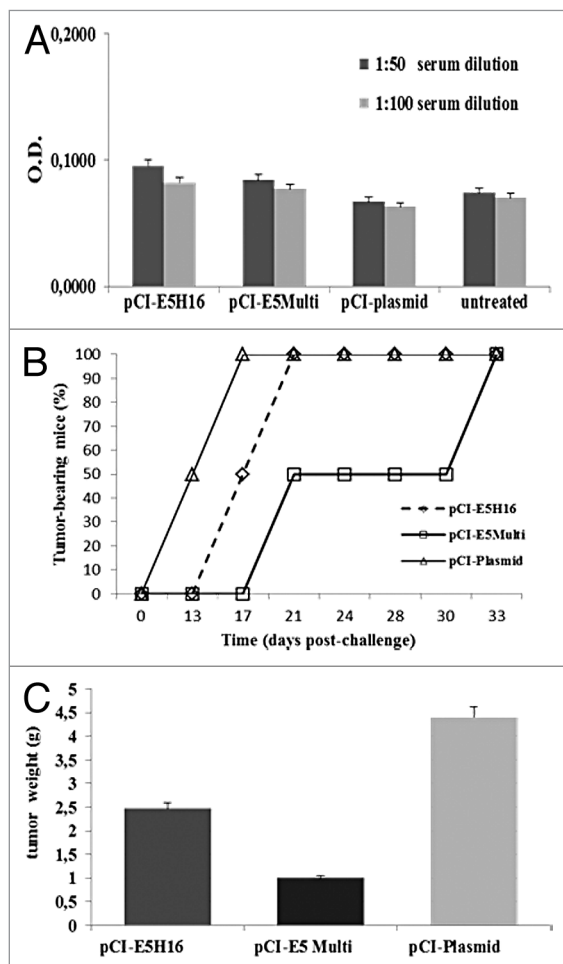 A
0,2000
0,1000
0,0000
O.D.
1:50 serum dilution
1:100 serum dilution
pCI-E5H16 pCI-E5Multi pCI-plasmid untreated
B
100
90
80
70
60
50
40
30
20
10
0
Tumor-bearing mice (%)
pCI-E5H16
pCI-E5Multi
pCI-Plasmid
0 13 17 21 24 28 30 33
Time (days post-challenge)
C
5
4,5
4
3,5
3
2,5
2
1,5
1
0,5
0
tumor weight (g)
pCI-E5H16 pCI-E5 Multi pCI-Plasmid